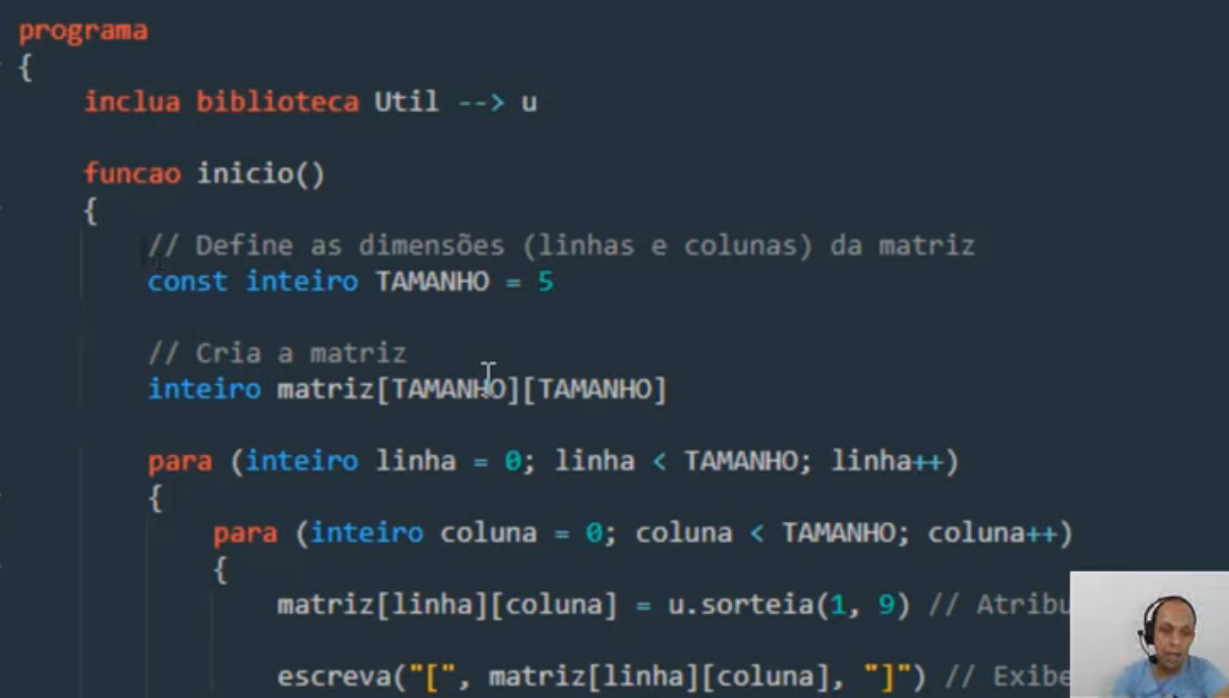 programa
{
inclua biblioteca Util --> u
funcao inicio()
{
// Define as dimensões (linhas e colunas) da matriz
const inteiro TAMANHO = 5
// Cria a matriz
inteiro matriz[TAMANHO][TAMANHO]
para (inteiro linha = 0; linha < TAMANHO; linha++)
{
para (inteiro coluna = 0; coluna < TAMANHO; coluna++)
{
matriz[linha][coluna] = u.sorteia(1, 9) // Atribu
escreva("[", matriz[linha][coluna], "]") // Exibe